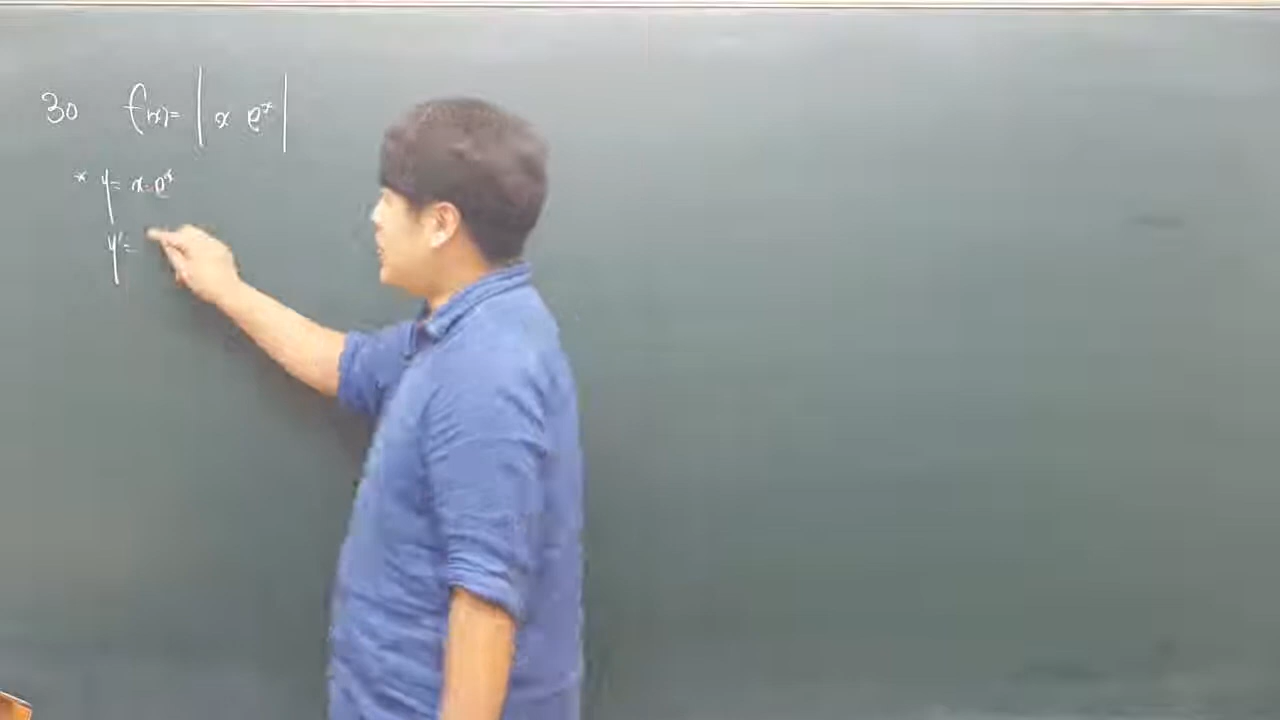 30 f(x)= | x e^x |
* y= x·e^x
y'=